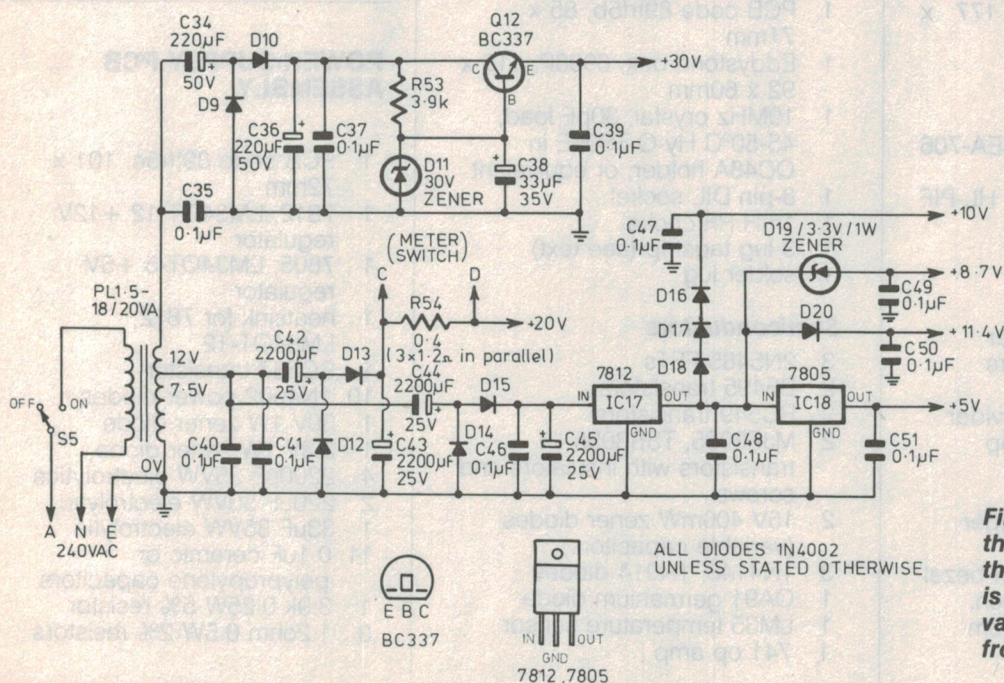 C34
220µF
50V
D10
D9
C36
220µF
50V
+
C37
0·1µF
R53
3·9k
Q12
BC337
C
E
B
+30V
D11
30V
ZENER
+
C38
33µF
35V
C39
0·1µF
C35
0·1µF
(METER)
(SWITCH)
C
D
R54
0·4
(3×1·2Ω in parallel)
+20V
PL1·5-
18/20VA
12V
7·5V
0V
OFF
ON
S5
A N E
240VAC
C42
2200µF
+
25V
D13
C40
0·1µF
C41
0·1µF
D12
C44
2200µF
+
25V
+
C43
2200µF
25V
D15
D14
C46
0·1µF
+
C45
2200µF
25V
7812
IN
IC17
OUT
GND
C47
0·1µF
D16
D17
D18
+10V
D19/3·3V/1W
ZENER
+8·7V
C49
0·1µF
D20
+11·4V
C50
0·1µF
7805
IN
IC18
OUT
GND
+5V
C48
0·1µF
C51
0·1µF
E B C
BC337
IN
GND
OUT
7812,7805
ALL DIODES 1N4002
UNLESS STATED OTHERWISE
Fi
th
th
is
va
fro